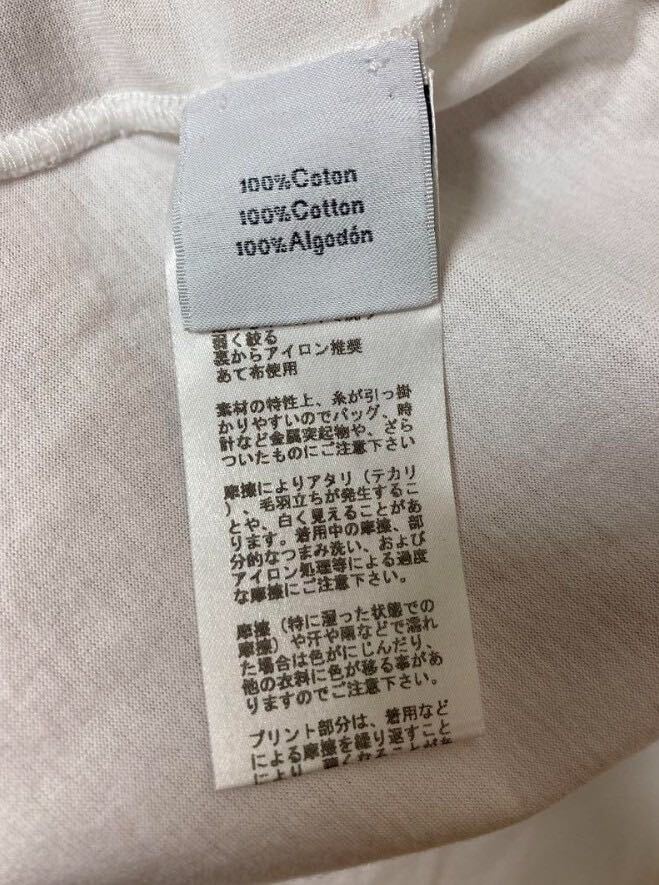 100%Coton
100%Cotton
100%Algodón
弱く絞る
裏からアイロン推奨
あて布使用
素材の特性上、糸が引っ掛
かりやすいのでバッグ、時
計など金属突起物や、ざら
ついたものにご注意下さい
摩擦によりアタリ（テカリ
）、毛羽立ちが発生するこ
とや、白く見えることがあ
ります。着用中の摩擦、部
分的なつまみ洗い、および
アイロン処理等による過度
な摩擦にご注意下さい。
摩擦（特に湿った状態での
摩擦）や汗や雨などで濡れ
た場合は色がにじんだり、
他の衣料に色が移る事があ
りますのでご注意下さい。
プリント部分は、着用など
による摩擦を繰り返すこと
により